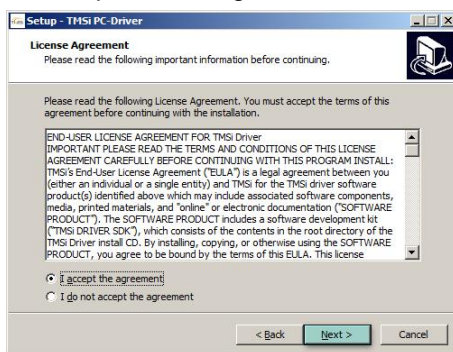 Setup - TMSi PC-Driver
License Agreement
Please read the following important information before continuing.
Please read the following License Agreement. You must accept the terms of this
agreement before continuing with the installation.
END-USER LICENSE AGREEMENT FOR TMSi Driver
IMPORTANT PLEASE READ THE TERMS AND CONDITIONS OF THIS LICENSE
AGREEMENT CAREFULLY BEFORE CONTINUING WITH THIS PROGRAM INSTALL:
TMSi's End-User License Agreement ("EULA") is a legal agreement between you
(either an individual or a single entity) and TMSi for the TMSi driver software
product(s) identified above which may include associated software components,
media, printed materials, and "online" or electronic documentation ("SOFTWARE
PRODUCT"). The SOFTWARE PRODUCT includes a software development kit
("TMSi DRIVER SDK"), which consists of the contents in the root directory of the
TMSi Driver install CD. By installing, copying, or otherwise using the SOFTWARE
PRODUCT, you agree to be bound by the terms of this EULA. This license
I accept the agreement
I do not accept the agreement
< Back Next > Cancel